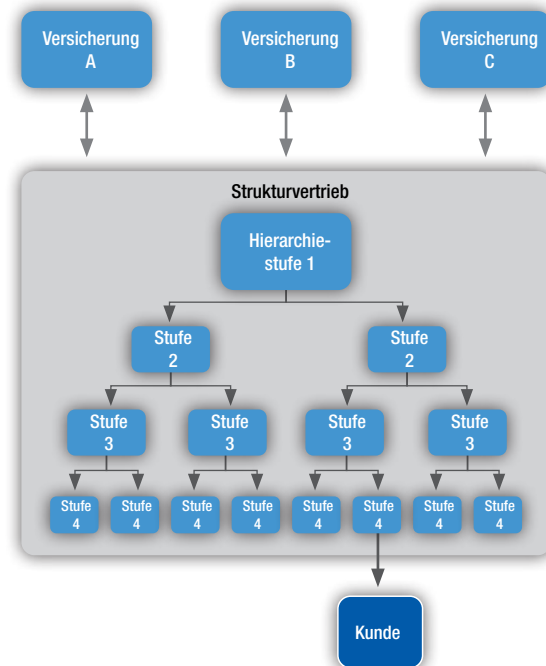 Versicherung
A
Versicherung
B
Versicherung
C
Strukturvertrieb
Hierarchie-
stufe 1
Stufe
2
Stufe
2
Stufe
3
Stufe
3
Stufe
3
Stufe
3
Stufe
4
Stufe
4
Stufe
4
Stufe
4
Stufe
4
Stufe
4
Stufe
4
Stufe
4
Kunde